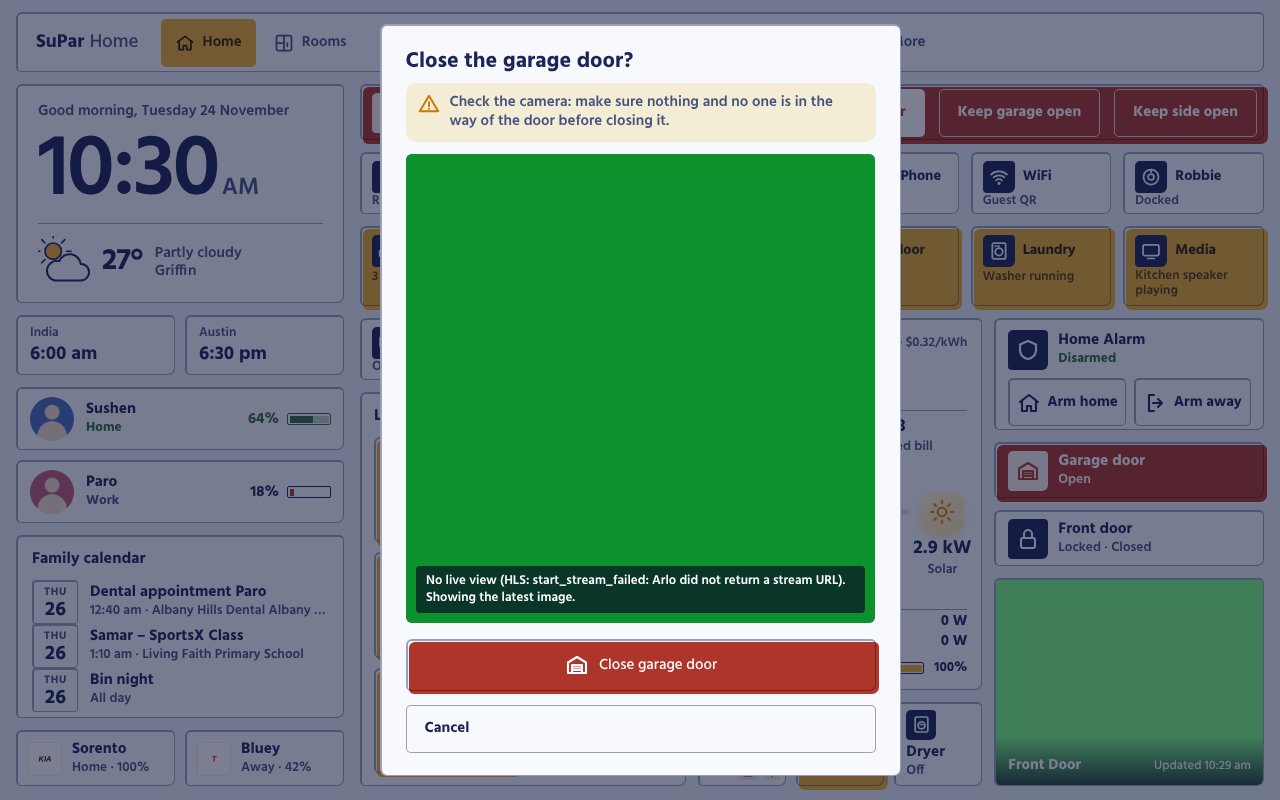 SuPar Home
Home
Rooms
Good morning, Tuesday 24 November
10:30 AM
27°
Partly cloudy
Griffin
India
6:00 am
Austin
6:30 pm
Sushen
Home
64%
Paro
Work
18%
Family calendar
THU
26
Dental appointment Paro
12:40 am · Albany Hills Dental Albany ...
THU
26
Samar – SportsX Class
1:10 am · Living Faith Primary School
THU
26
Bin night
All day
KIA
Sorento
Home · 100%
T
Bluey
Away · 42%
Close the garage door?
Check the camera: make sure nothing and no one is in the
way of the door before closing it.
No live view (HLS: start_stream_failed: Arlo did not return a stream URL).
Showing the latest image.
Close garage door
Cancel
Keep garage open
Keep side open
Phone
WiFi
Guest QR
Robbie
Docked
Laundry
Washer running
Media
Kitchen speaker
playing
$0.32/kWh
bill
2.9 kW
Solar
0 W
0 W
100%
Dryer
Off
Home Alarm
Disarmed
Arm home
Arm away
Garage door
Open
Front door
Locked · Closed
Front Door
Updated 10:29 am